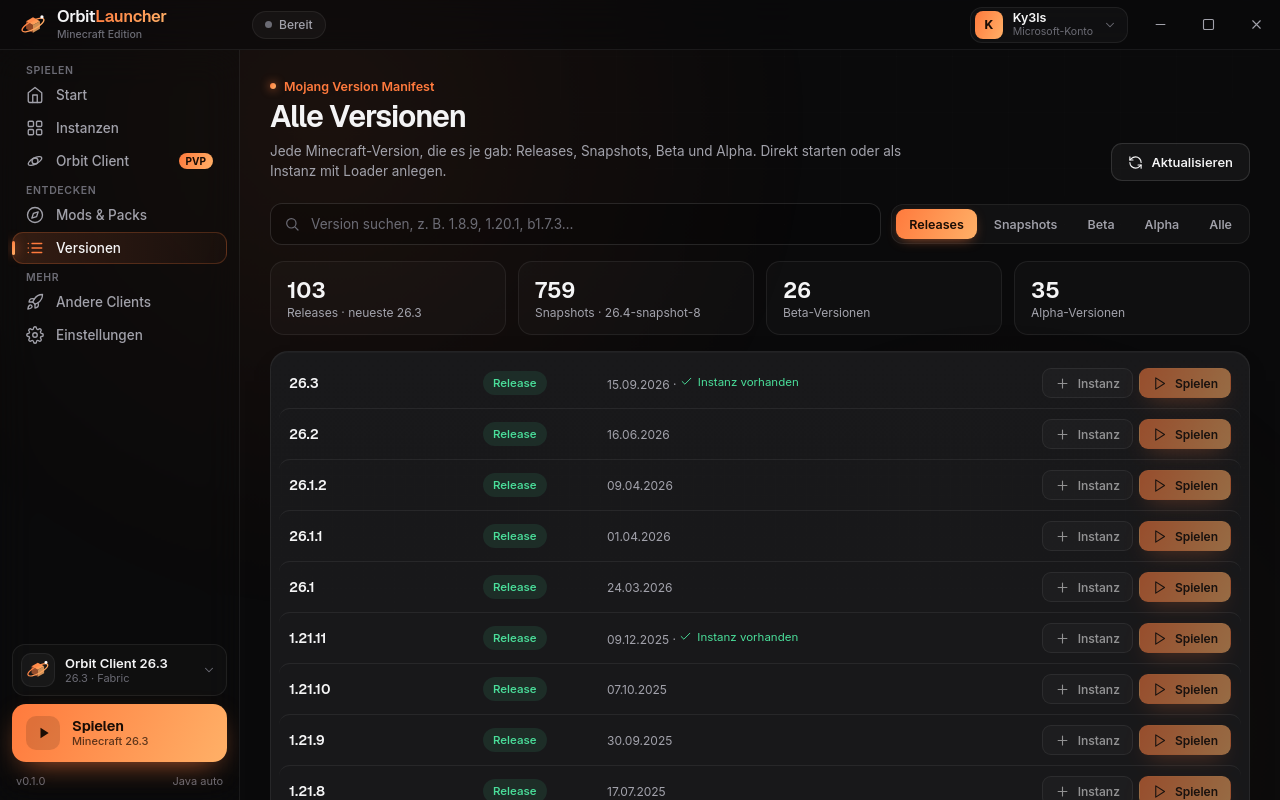 OrbitLauncher
Minecraft Edition
Bereit
K
Ky3ls
Microsoft-Konto
SPIELEN
Start
Instanzen
Orbit Client
PVP
ENTDECKEN
Mods & Packs
Versionen
MEHR
Andere Clients
Einstellungen
Orbit Client 26.3
26.3 · Fabric
Spielen
Minecraft 26.3
v0.1.0
Java auto
Mojang Version Manifest
Alle Versionen
Jede Minecraft-Version, die es je gab: Releases, Snapshots, Beta und Alpha. Direkt starten oder als
Instanz mit Loader anlegen.
Aktualisieren
Version suchen, z. B. 1.8.9, 1.20.1, b1.7.3...
Releases
Snapshots
Beta
Alpha
Alle
103
Releases · neueste 26.3
759
Snapshots · 26.4-snapshot-8
26
Beta-Versionen
35
Alpha-Versionen
26.3 Release 15.09.2026 · Instanz vorhanden Instanz Spielen
26.2 Release 16.06.2026 Instanz Spielen
26.1.2 Release 09.04.2026 Instanz Spielen
26.1.1 Release 01.04.2026 Instanz Spielen
26.1 Release 24.03.2026 Instanz Spielen
1.21.11 Release 09.12.2025 · Instanz vorhanden Instanz Spielen
1.21.10 Release 07.10.2025 Instanz Spielen
1.21.9 Release 30.09.2025 Instanz Spielen
1.21.8 Release 17.07.2025 Instanz Spielen